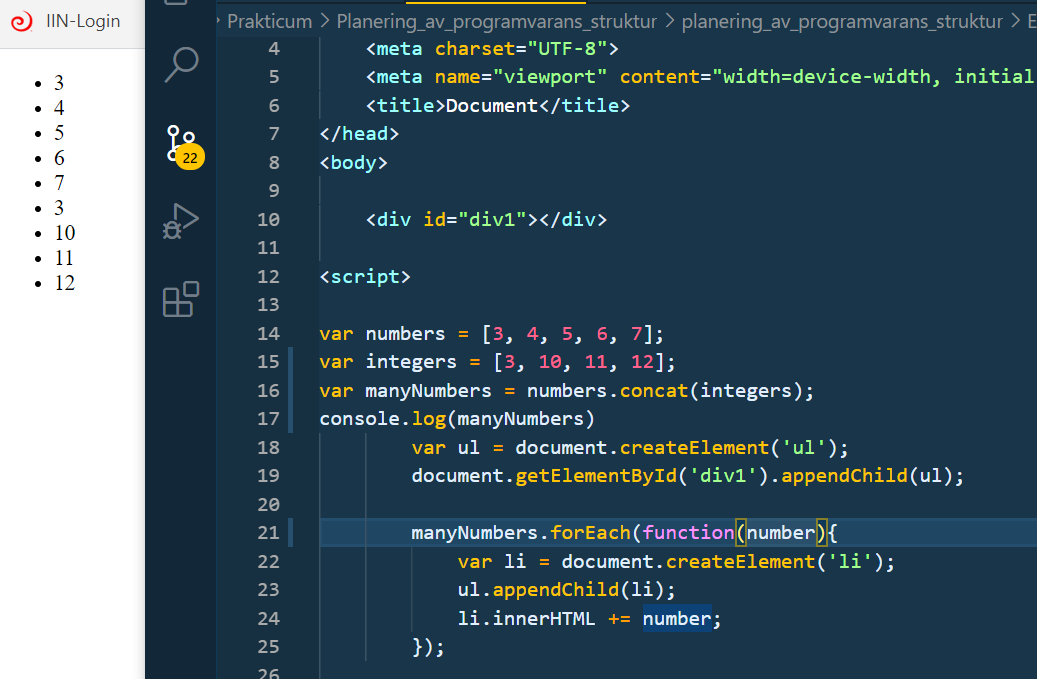 IIN-Login
3
4
5
6
7
3
10
11
12
22
Prakticum > Planering_av_programvarans_struktur > planering_av_programvarans_struktur > E
4 <meta charset="UTF-8">
5 <meta name="viewport" content="width=device-width, initial
6 <title>Document</title>
7 </head>
8 <body>
9
10 <div id="div1"></div>
11
12 <script>
13
14 var numbers = [3, 4, 5, 6, 7];
15 var integers = [3, 10, 11, 12];
16 var manyNumbers = numbers.concat(integers);
17 console.log(manyNumbers)
18 var ul = document.createElement('ul');
19 document.getElementById('div1').appendChild(ul);
20
21 manyNumbers.forEach(function(number){
22 var li = document.createElement('li');
23 ul.appendChild(li);
24 li.innerHTML += number;
25 });
26